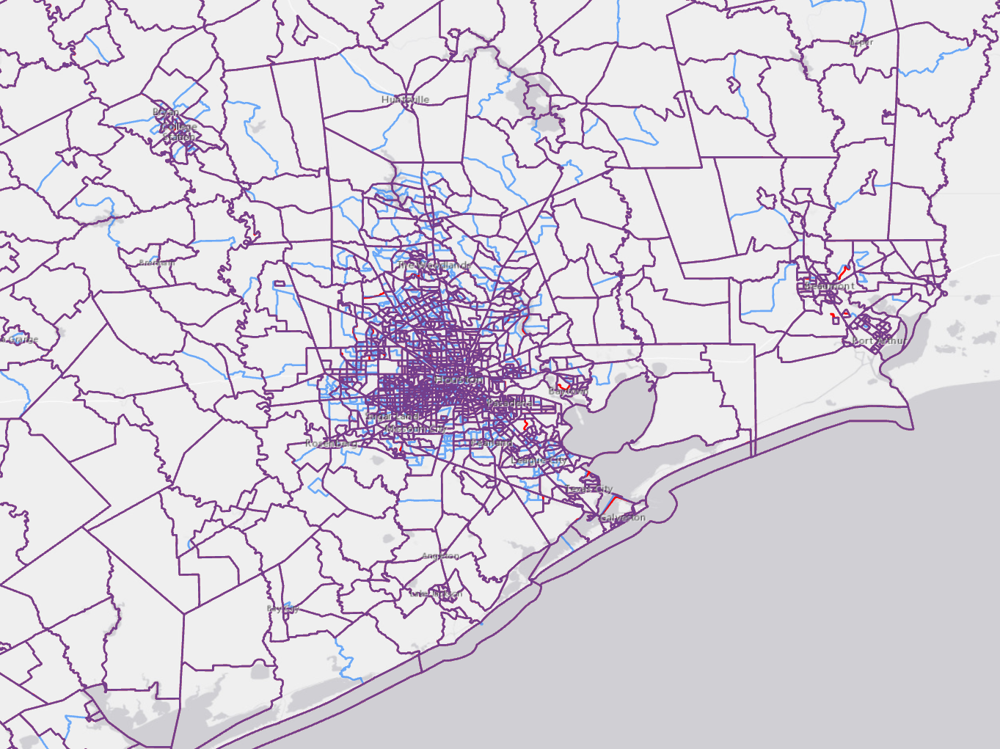 Jasper
Huntsville
Bryan
College
Station
Brenham
The Woodlands
Beaumont
Port Arthur
Houston
Baytown
Pasadena
Sugar Land
Missouri City
Rosenberg
Pearland
League City
Texas City
Galveston
Angleton
Lake Jackson
Bay City